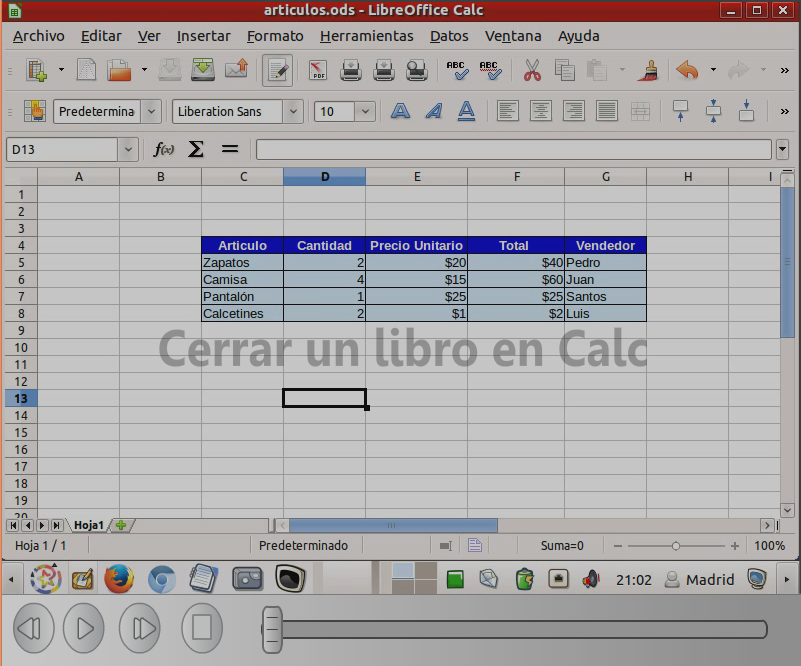 articulos.ods - LibreOffice Calc
Archivo Editar Ver Insertar Formato Herramientas Datos Ventana Ayuda
PDF ABC ABC »
Predetermina Liberation Sans 10 A A A »
D13 f(x) Σ =
A B C D E F G H I
1
2
3
4 Articulo Cantidad Precio Unitario Total Vendedor
5 Zapatos 2 $20 $40 Pedro
6 Camisa 4 $15 $60 Juan
7 Pantalón 1 $25 $25 Santos
8 Calcetines 2 $1 $2 Luis
9
10
Cerrar un libro en Calc
11
12
13
14
15
16
17
18
19
20
Hoja1
Hoja 1 / 1 Predeterminado Suma=0 100%
21:02 Madrid